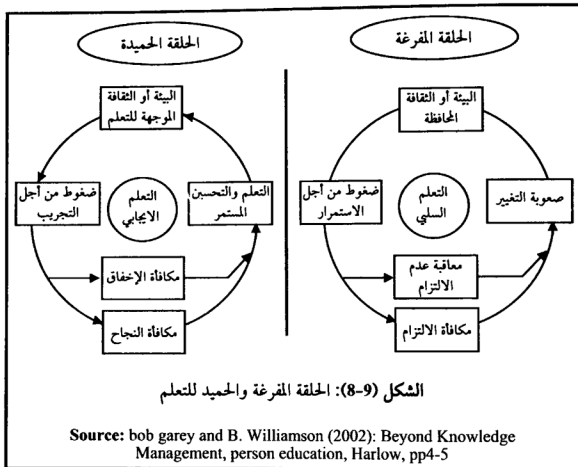 الحلقة المفرغة
البيئة أو الثقافة
المحافظة
ضغوط من أجل
الاستمرار
التعلم
السلبي
صعوبة التغيير
معاقبة عدم
الالتزام
مكافأة الالتزام
الحلقة الحميدة
البيئة أو الثقافة
الموجهة للتعلم
التعلم والتحسين
المستمر
التعلم
الايجابي
ضغوط من أجل
التجريب
مكافأة الإخفاق
مكافأة النجاح
الشكل (9-8): الحلقة المفرغة والحميد للتعلم
Source: bob garey and B. Williamson (2002): Beyond Knowledge
Management, person education, Harlow, pp4-5